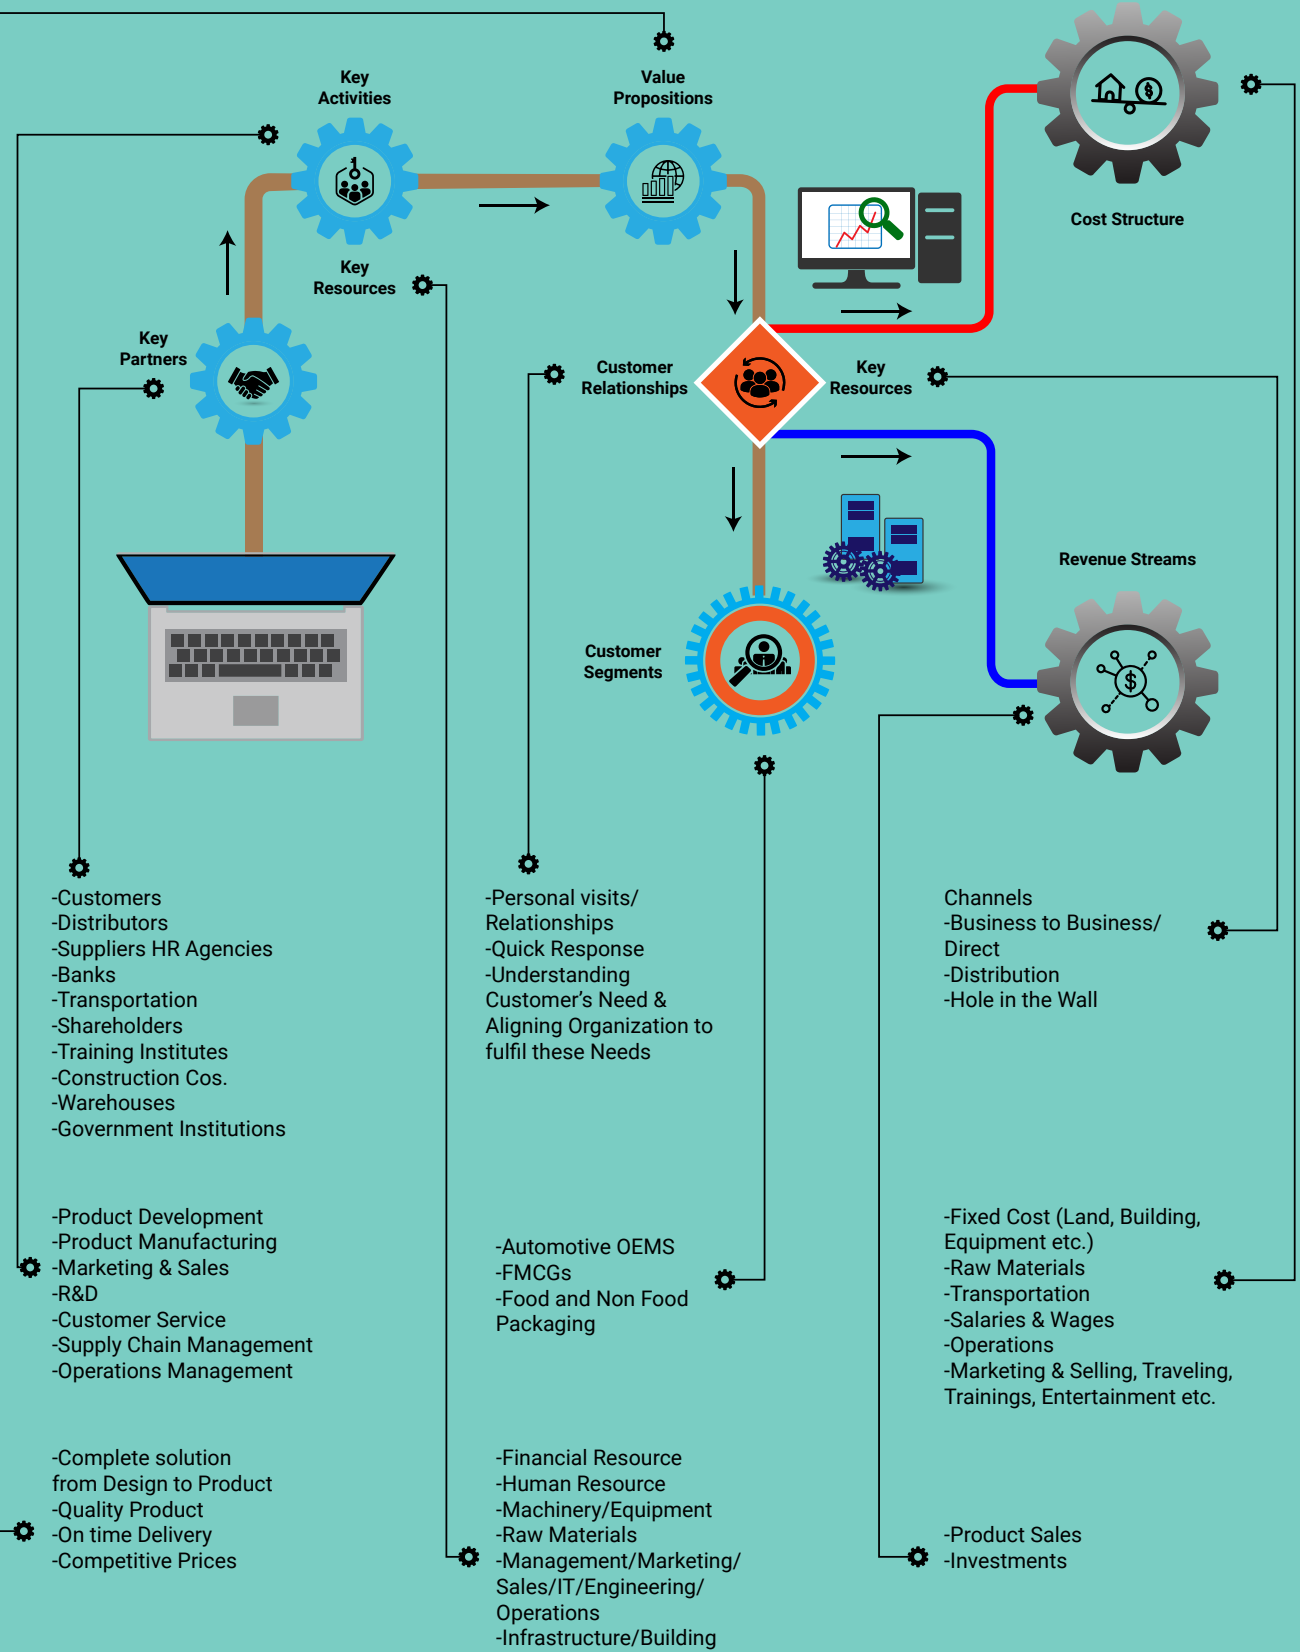 Key
Activities
Value
Propositions
Cost Structure
Key
Resources
Key
Partners
Customer
Relationships
Key
Resources
Revenue Streams
Customer
Segments
-Customers
-Distributors
-Suppliers HR Agencies
-Banks
-Transportation
-Shareholders
-Training Institutes
-Construction Cos.
-Warehouses
-Government Institutions
-Personal visits/
Relationships
-Quick Response
-Understanding
Customer’s Need &
Aligning Organization to
fulfil these Needs
Channels
-Business to Business/
Direct
-Distribution
-Hole in the Wall
-Product Development
-Product Manufacturing
-Marketing & Sales
-R&D
-Customer Service
-Supply Chain Management
-Operations Management
-Automotive OEMS
-FMCGs
-Food and Non Food
Packaging
-Fixed Cost (Land, Building,
Equipment etc.)
-Raw Materials
-Transportation
-Salaries & Wages
-Operations
-Marketing & Selling, Traveling,
Trainings, Entertainment etc.
-Complete solution
from Design to Product
-Quality Product
-On time Delivery
-Competitive Prices
-Financial Resource
-Human Resource
-Machinery/Equipment
-Raw Materials
-Management/Marketing/
Sales/IT/Engineering/
Operations
-Infrastructure/Building
-Product Sales
-Investments